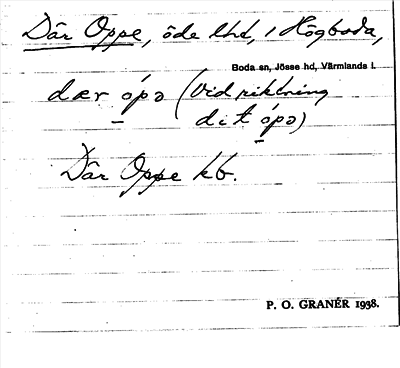 Där Oppe, öde lht, i Högboda,
Boda sn, Jösse hd, Värmlands l.
dær ópə (vid riktning
dit ópə)
Där Oppe kb.
P. O. GRANÉR 1938.